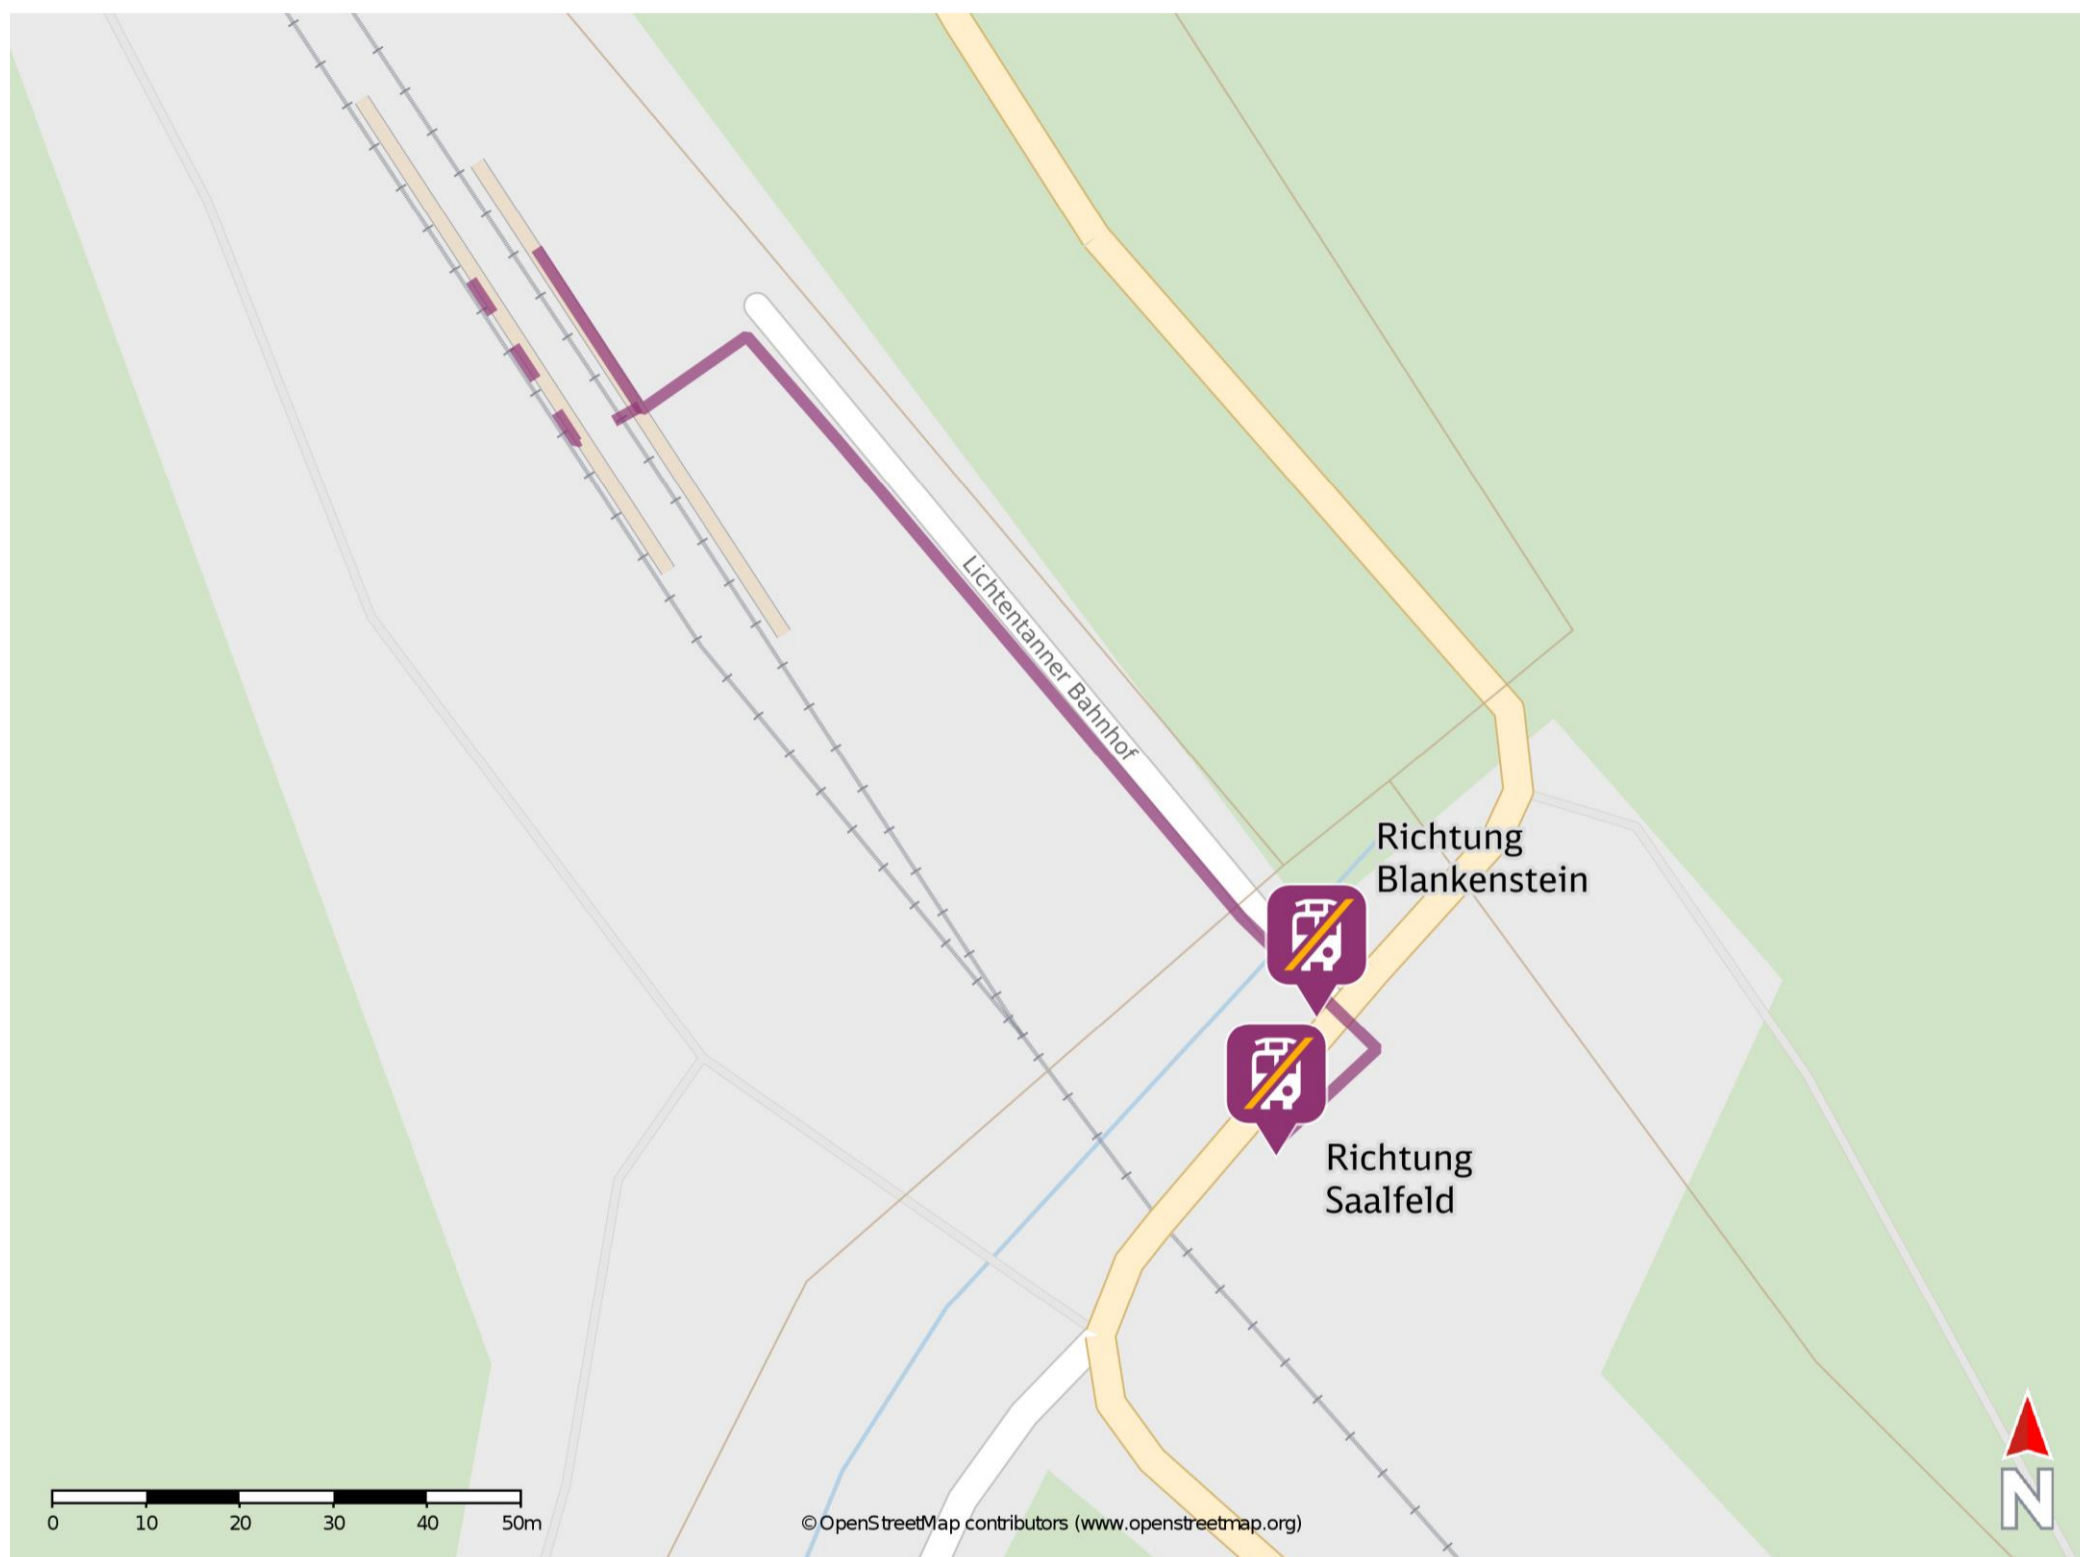 Lichtentanner Bahnhof
Richtung
Blankenstein
Richtung
Saalfeld
0 10 20 30 40 50m
©OpenStreetMap contributors (www.openstreetmap.org)
N